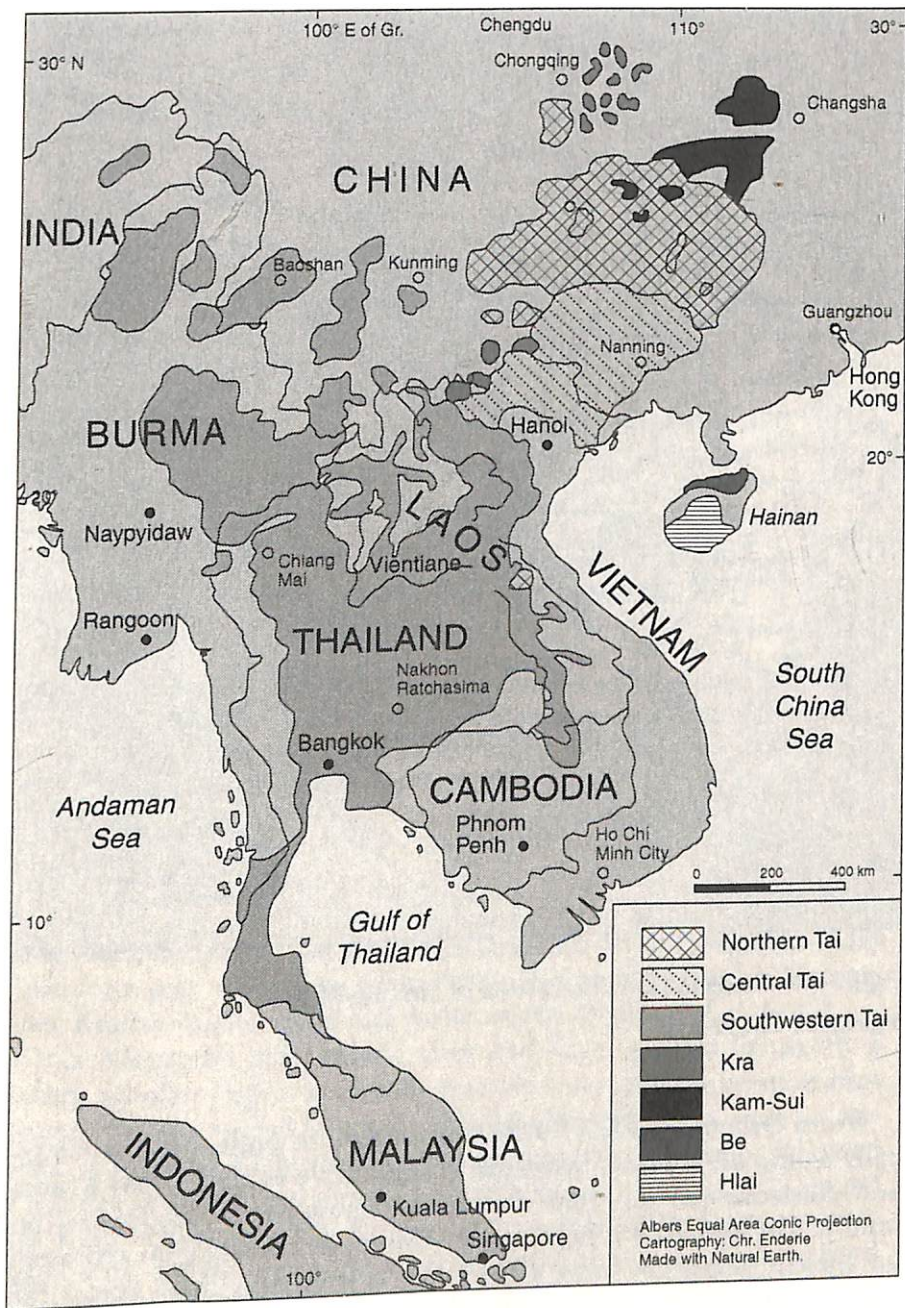 100° E of Gr.
Chengdu
110°
30°
30° N
Chongqing
Changsha
CHINA
INDIA
Baoshan
Kunming
Guangzhou
Nanning
Hong
Kong
BURMA
Hanoi
20°
20°
LAOS
Hainan
Naypyidaw
Chiang
Mai
Vientiane
VIETNAM
Rangoon
THAILAND
Nakhon
Ratchasima
South
China
Sea
Bangkok
CAMBODIA
Andaman
Sea
Phnom
Penh
Ho Chi
Minh City
0 200 400 km
10°
Gulf of
Thailand
Northern Tai
Central Tai
Southwestern Tai
Kra
Kam-Sui
Be
Hlai
MALAYSIA
INDONESIA
Kuala Lumpur
Singapore
Albers Equal Area Conic Projection
Cartography: Chr. Enderle
Made with Natural Earth.
100°